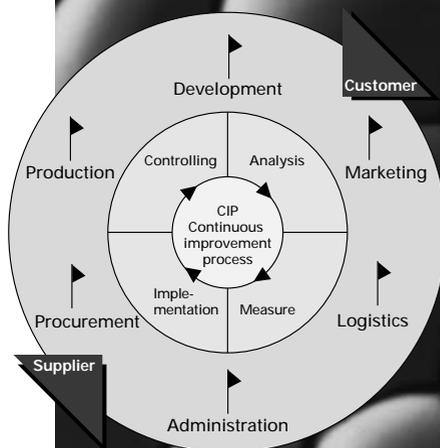 Development
Customer
Production
Marketing
Controlling
Analysis
CIP
Continuous
improvement
process
Imple-
mentation
Measure
Procurement
Logistics
Supplier
Administration